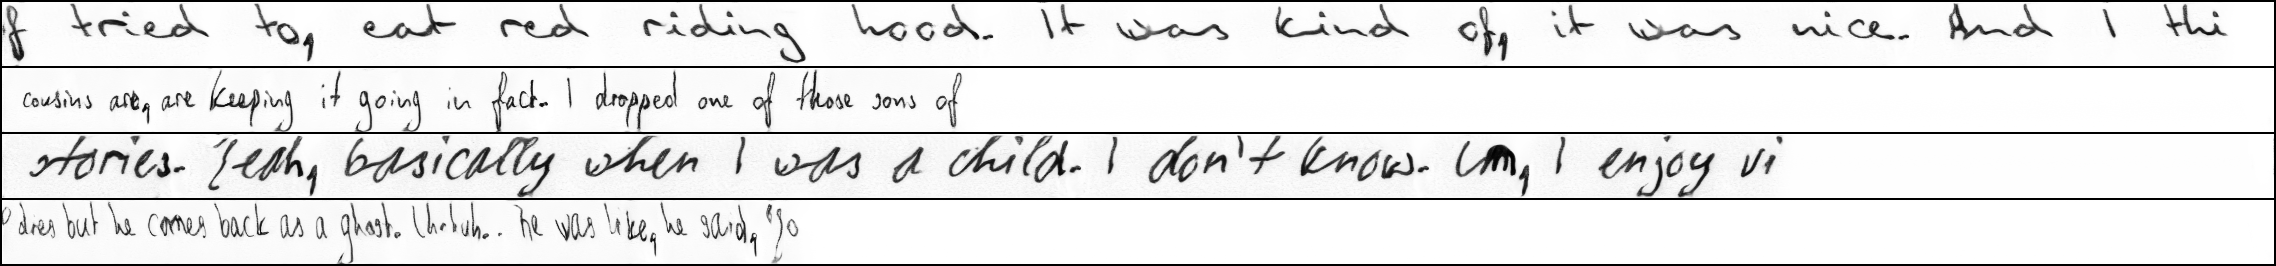 f tried to, eat red riding hood. It was kind of, it was nice. And I thi
cousins are, are keeping it going in fact. I dropped one of those sons of
stories. Yeah, basically when I was a child. I don't know. Um, I enjoy vi
dies but he comes back as a ghost. Uh-huh.. He was like, he said, "Yo